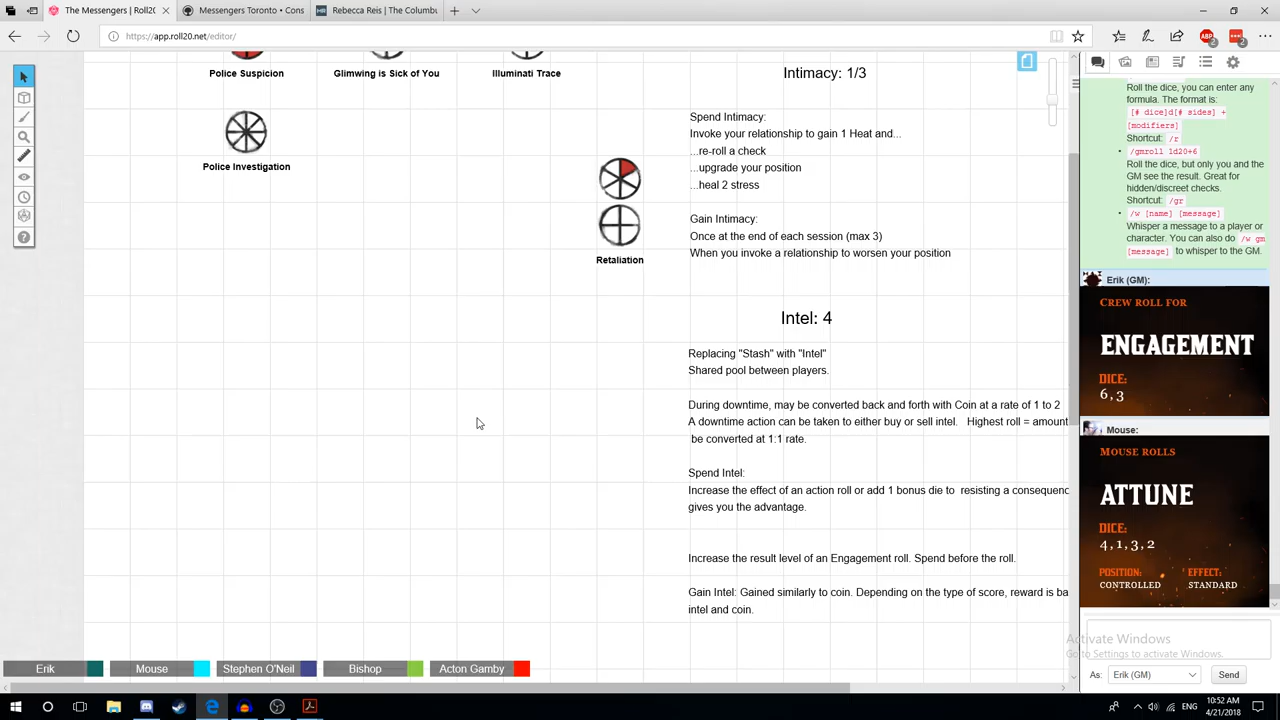 The Messengers | Roll20
Messengers Toronto • Cons
Rebecca Reis | The Columbu
https://app.roll20.net/editor/
Police Suspicion
Glimwing is Sick of You
Illuminati Trace
Police Investigation
Retaliation
Intimacy: 1/3
Spend Intimacy:
Invoke your relationship to gain 1 Heat and...
...re-roll a check
...upgrade your position
...heal 2 stress
Gain Intimacy:
Once at the end of each session (max 3)
When you invoke a relationship to worsen your position
Intel: 4
Replacing "Stash" with "Intel"
Shared pool between players.
During downtime, may be converted back and forth with Coin at a rate of 1 to 2
A downtime action can be taken to either buy or sell intel. Highest roll = amount
be converted at 1:1 rate.
Spend Intel:
Increase the effect of an action roll or add 1 bonus die to resisting a consequenc
gives you the advantage.
Increase the result level of an Engagement roll. Spend before the roll.
Gain Intel: Gained similarly to coin. Depending on the type of score, reward is ba
intel and coin.
Roll the dice, you can enter any
formula. The format is:
[# dice]d[# sides] +
[modifiers]
Shortcut: /r
• /gmroll 1d20+6
Roll the dice, but only you and the
GM see the result. Great for
hidden/discreet checks.
Shortcut: /gr
• /w [name] [message]
Whisper a message to a player or
character. You can also do /w gm
[message] to whisper to the GM.
Erik (GM):
CREW ROLL FOR
ENGAGEMENT
DICE:
6, 3
Mouse:
MOUSE ROLLS
ATTUNE
DICE:
4, 1, 3, 2
POSITION: EFFECT:
CONTROLLED STANDARD
Activate Windows
Go to Settings to activate Windows.
As: Erik (GM) Send
Erik
Mouse
Stephen O'Neil
Bishop
Acton Gamby
ENG
10:52 AM
4/21/2018